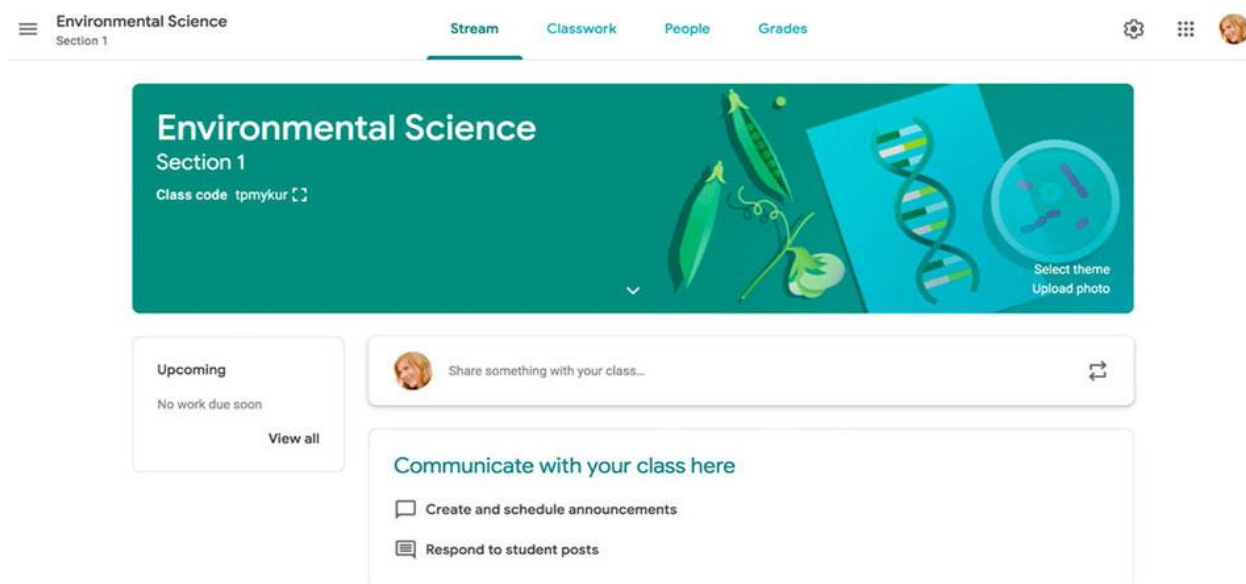 Environmental Science
Section 1
Stream
Classwork
People
Grades
Environmental Science
Section 1
Class code tpmykur
Select theme
Upload photo
Upcoming
No work due soon
View all
Share something with your class...
Communicate with your class here
Create and schedule announcements
Respond to student posts